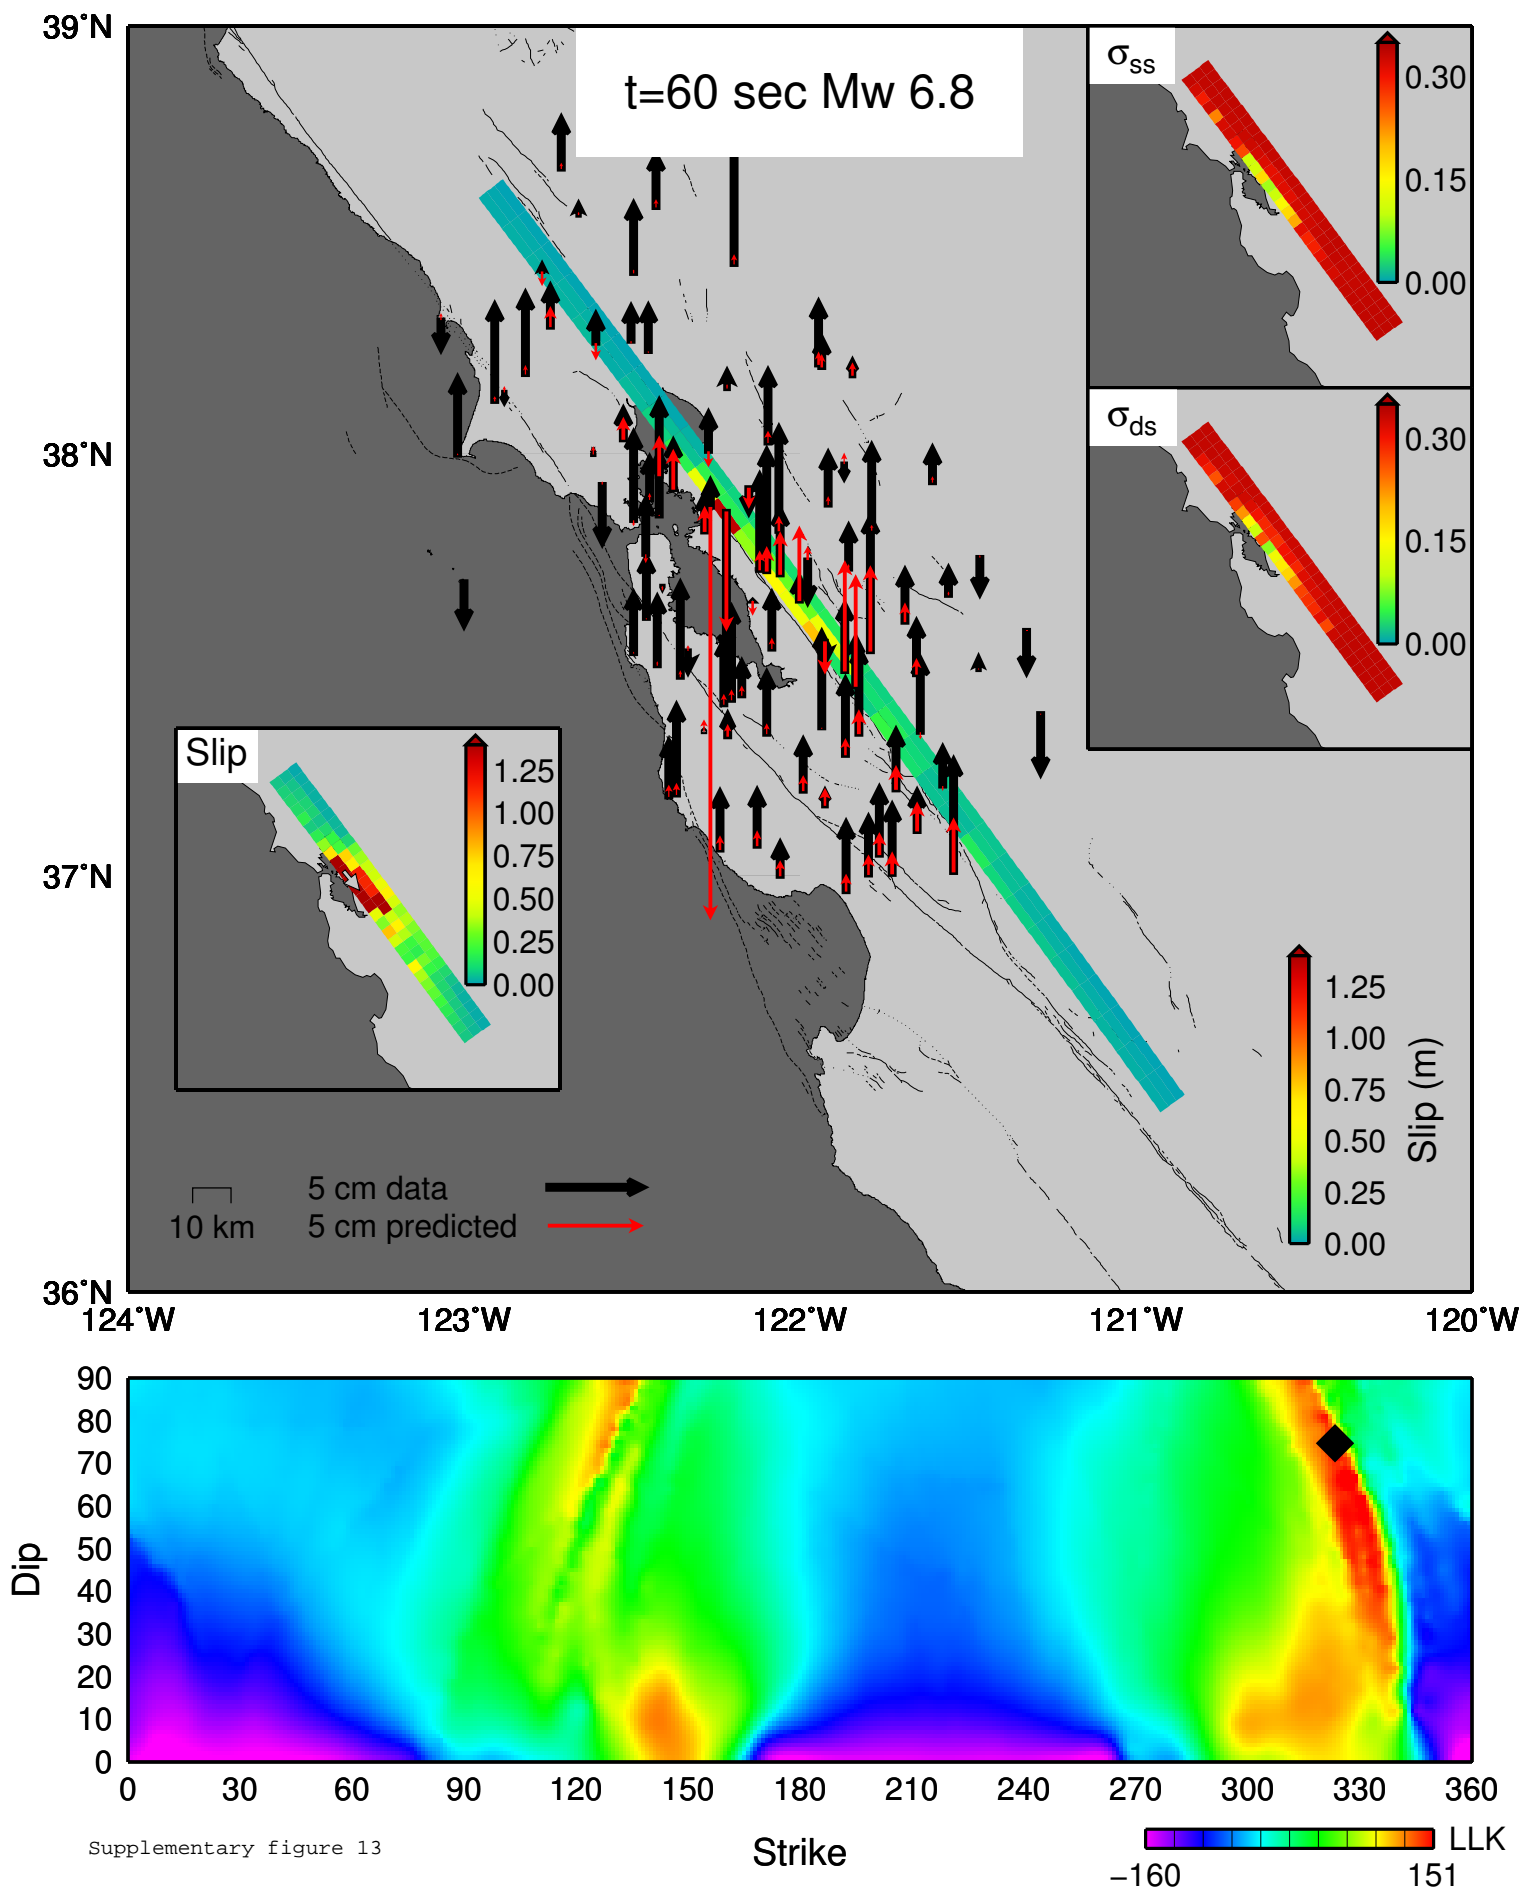 39°N
38°N
37°N
36°N
124°W
123°W
122°W
121°W
120°W
t=60 sec Mw 6.8
σss
0.30
0.15
0.00
σds
0.30
0.15
0.00
Slip
1.25
1.00
0.75
0.50
0.25
0.00
1.25
1.00
0.75
0.50
0.25
0.00
Slip (m)
10 km
5 cm data
5 cm predicted
90
80
70
60
50
40
30
20
10
0
Dip
0 30 60 90 120 150 180 210 240 270 300 330 360
Strike
LLK
−160 151
Supplementary figure 13